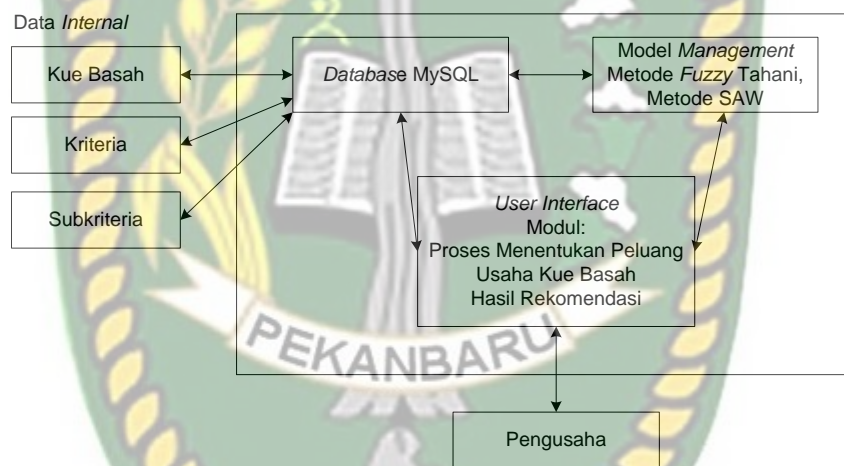 Data Internal
Kue Basah
Kriteria
Subkriteria
Database MySQL
Model Management
Metode Fuzzy Tahani,
Metode SAW
User Interface
Modul:
Proses Menentukan Peluang
Usaha Kue Basah
Hasil Rekomendasi
PEKANBARU
Pengusaha